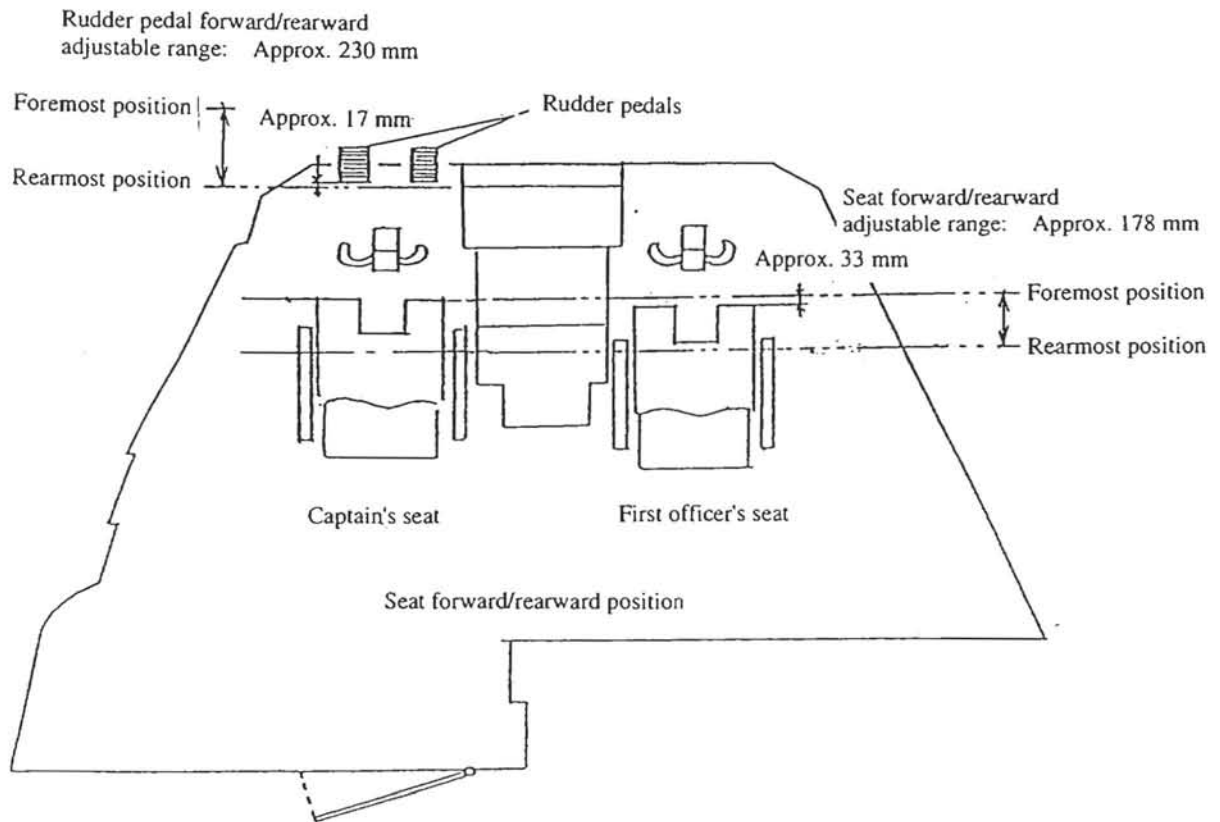 Rudder pedal forward/rearward
adjustable range: Approx. 230 mm
Foremost position
Approx. 17 mm
Rudder pedals
Rearmost position
Seat forward/rearward
adjustable range: Approx. 178 mm
Approx. 33 mm
Foremost position
Rearmost position
Captain's seat
First officer's seat
Seat forward/rearward position